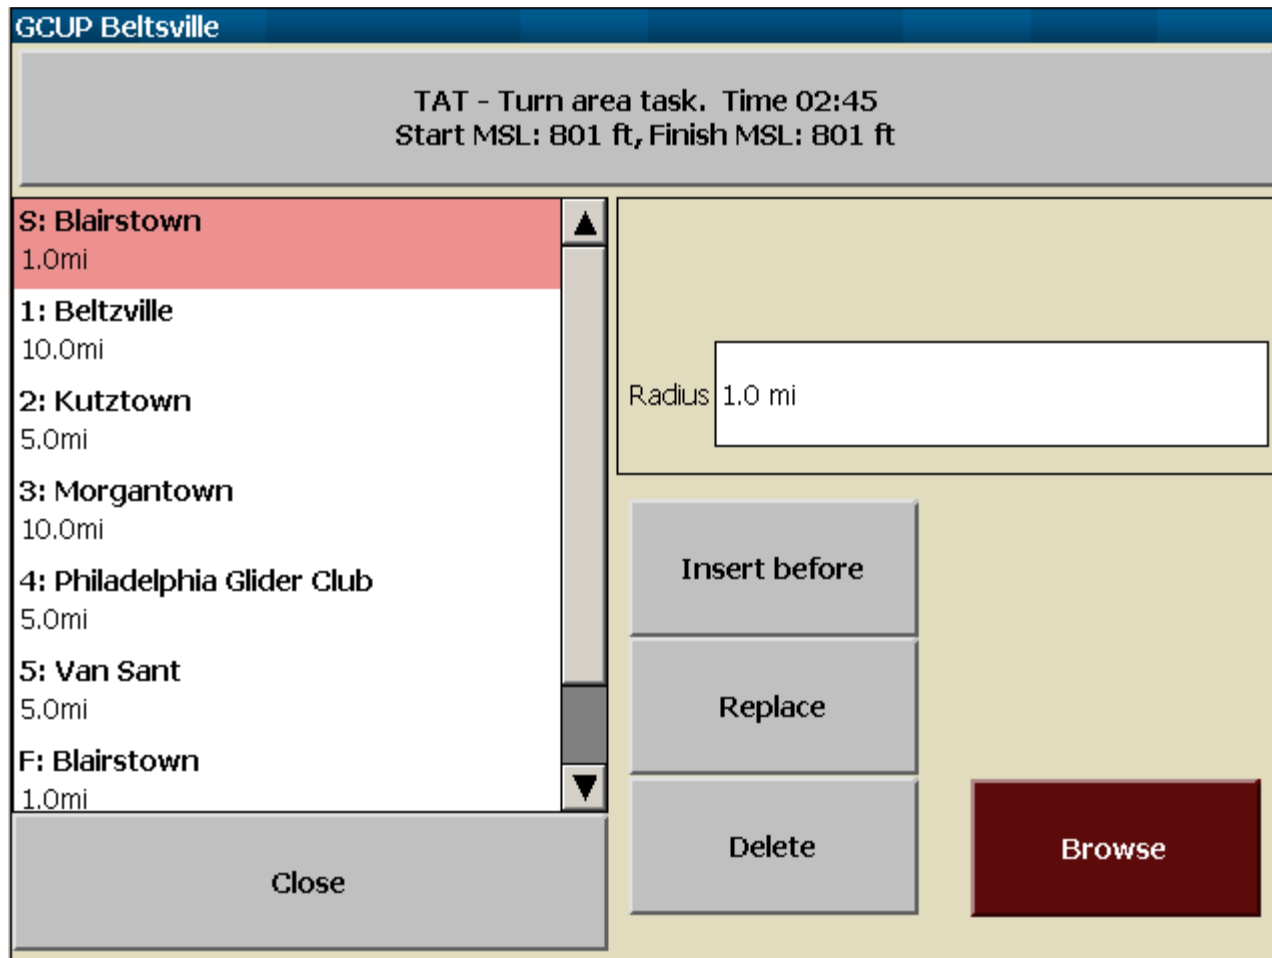 GCUP Beltsville
TAT - Turn area task.  Time 02:45
Start MSL: 801 ft, Finish MSL: 801 ft
S: Blairstown
1.0mi
1: Beltzville
10.0mi
2: Kutztown
5.0mi
3: Morgantown
10.0mi
4: Philadelphia Glider Club
5.0mi
5: Van Sant
5.0mi
F: Blairstown
1.0mi
Close
Radius 1.0 mi
Insert before
Replace
Delete
Browse